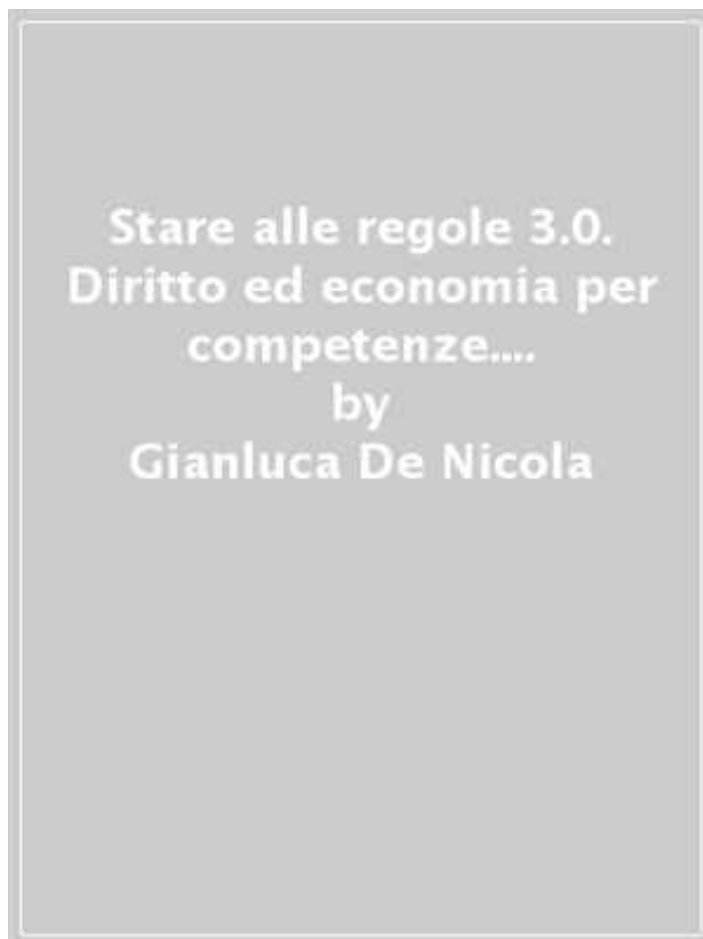 Stare alle regole 3.0.
Diritto ed economia per
competenze....
by
Gianluca De Nicola